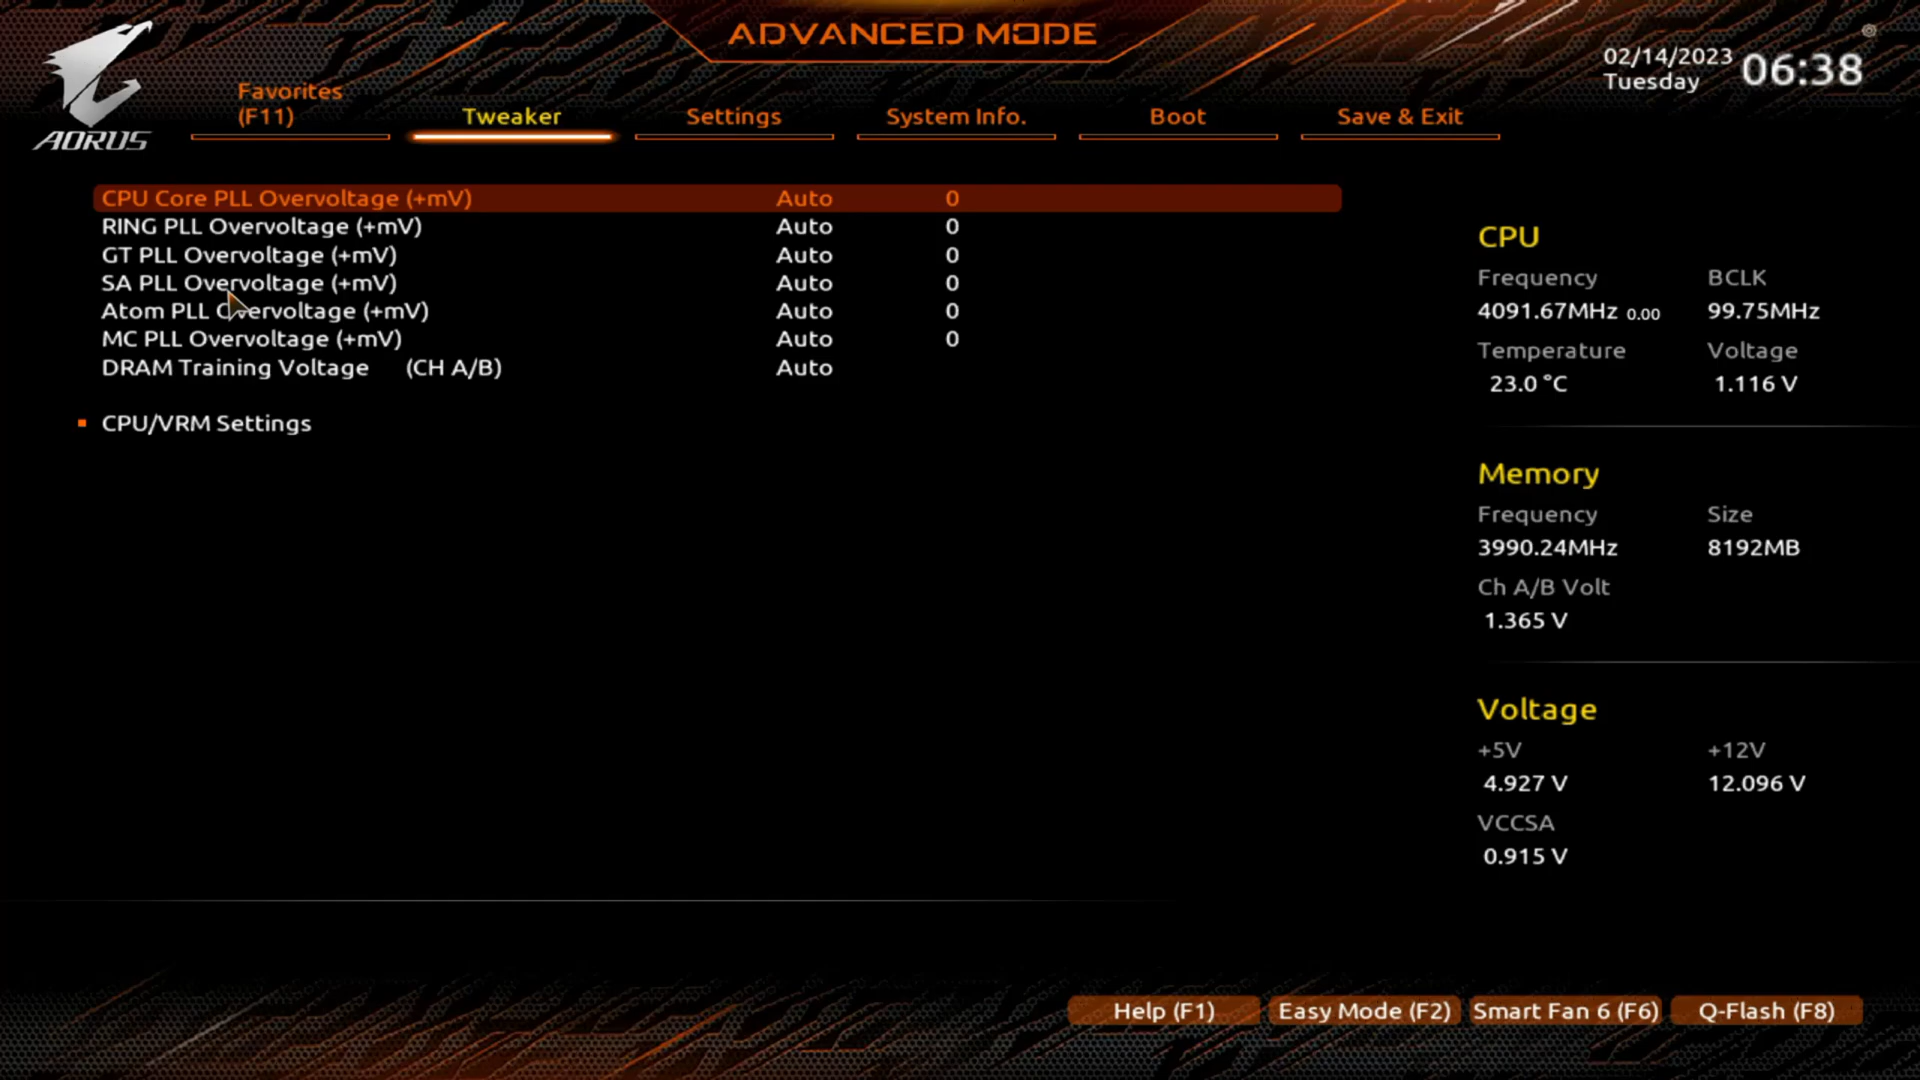 ADVANCED MODE
02/14/2023
Tuesday
06:38
AORUS
Favorites
(F11)
Tweaker
Settings
System Info.
Boot
Save & Exit
CPU Core PLL Overvoltage (+mV) Auto 0
RING PLL Overvoltage (+mV) Auto 0
GT PLL Overvoltage (+mV) Auto 0
SA PLL Overvoltage (+mV) Auto 0
Atom PLL Overvoltage (+mV) Auto 0
MC PLL Overvoltage (+mV) Auto 0
DRAM Training Voltage (CH A/B) Auto
CPU/VRM Settings
CPU
Frequency BCLK
4091.67MHz 0.00 99.75MHz
Temperature Voltage
23.0 °C 1.116 V
Memory
Frequency Size
3990.24MHz 8192MB
Ch A/B Volt
1.365 V
Voltage
+5V +12V
4.927 V 12.096 V
VCCSA
0.915 V
Help (F1) Easy Mode (F2) Smart Fan 6 (F6) Q-Flash (F8)